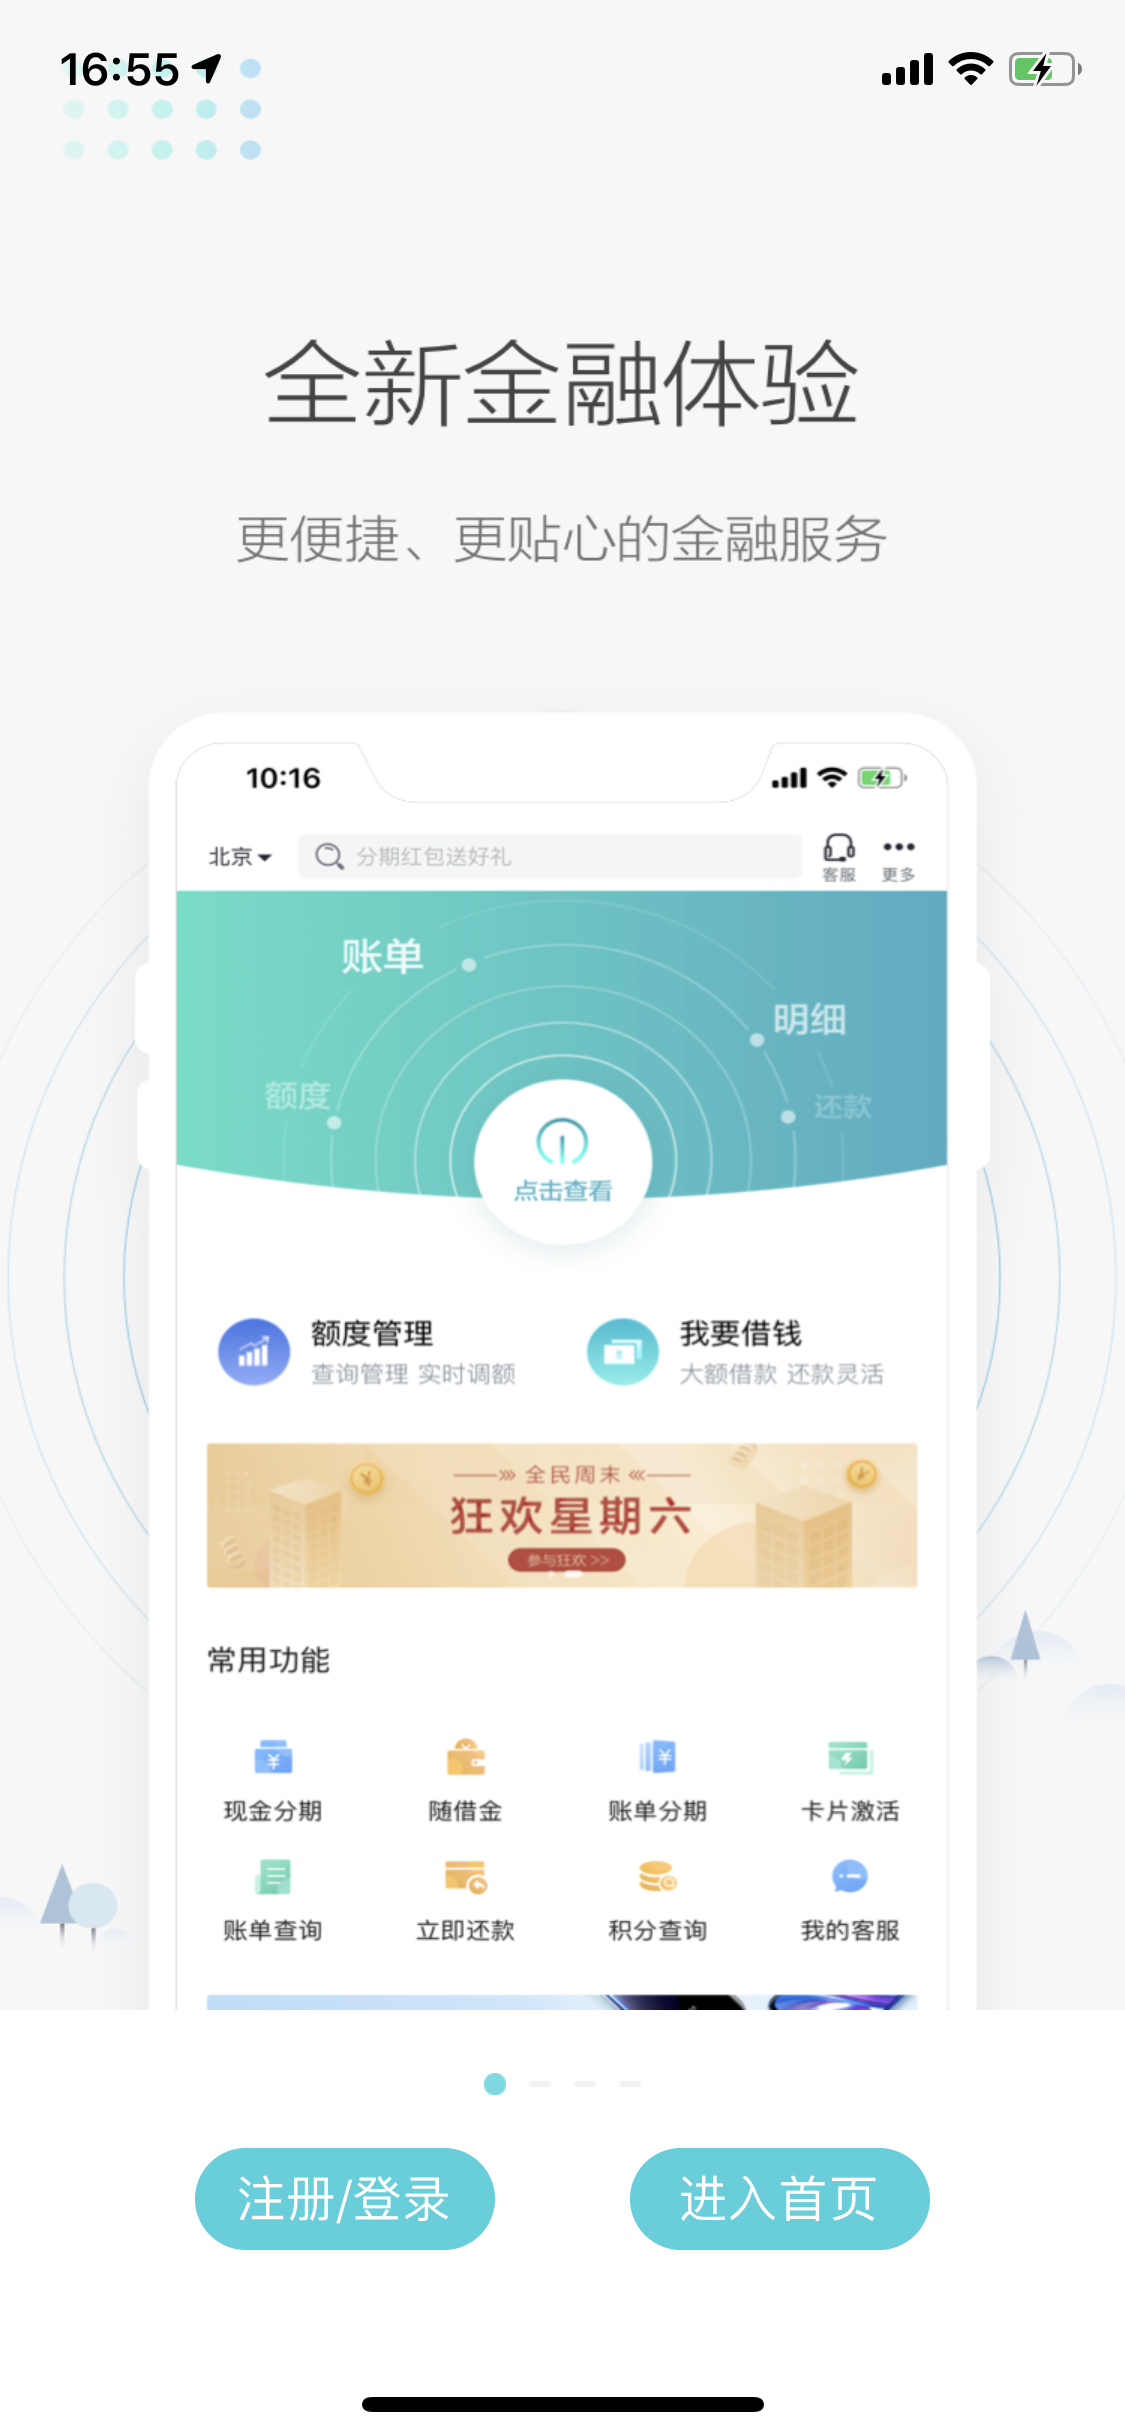 16:55
全新金融体验
更便捷、更贴心的金融服务
10:16
北京 分期红包送好礼 客服 更多
账单
明细
额度
还款
点击查看
额度管理 我要借钱
查询管理 实时调额 大额借款 还款灵活
全民周末
狂欢星期六
参与狂欢 >>
常用功能
现金分期 随借金 账单分期 卡片激活
账单查询 立即还款 积分查询 我的客服
注册/登录 进入首页